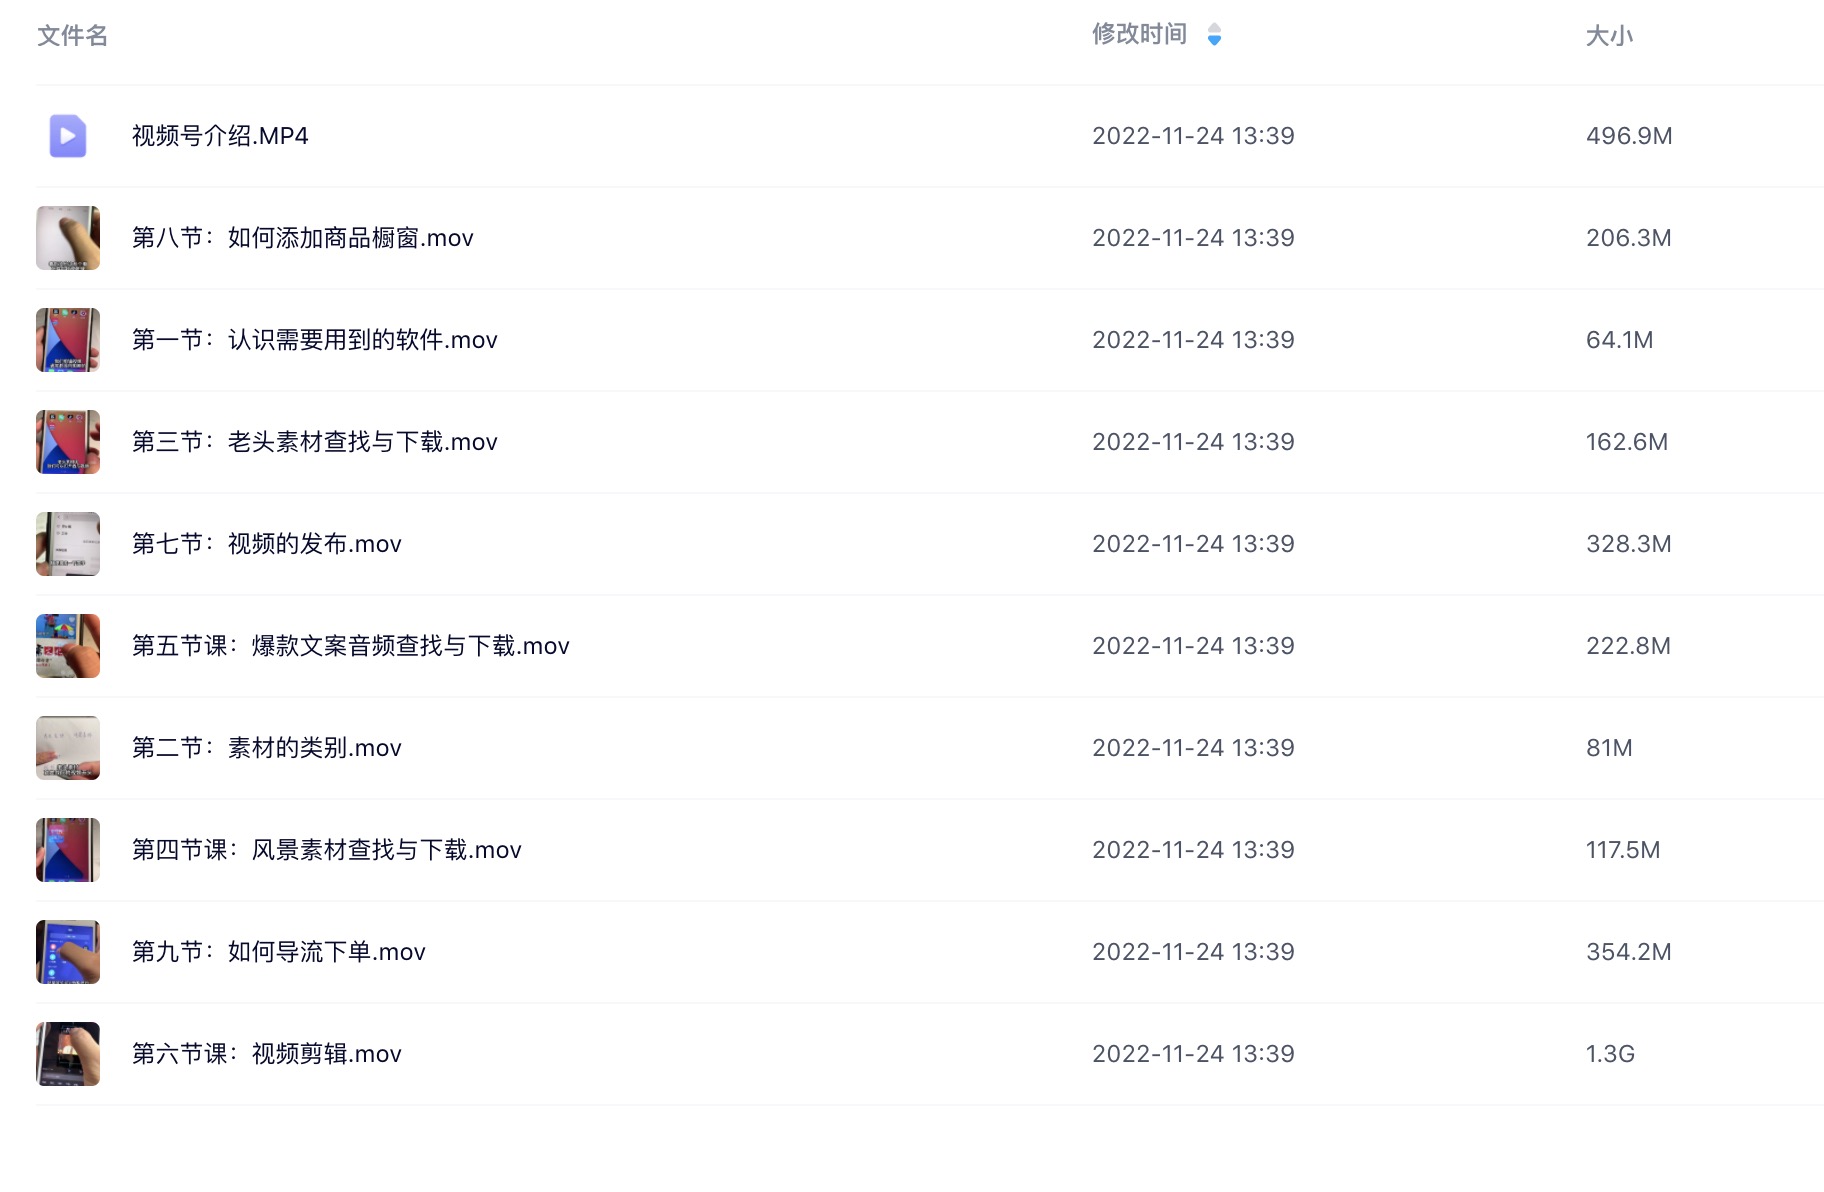 文件名 修改时间 大小
视频号介绍.MP4 2022-11-24 13:39 496.9M
第八节：如何添加商品橱窗.mov 2022-11-24 13:39 206.3M
第一节：认识需要用到的软件.mov 2022-11-24 13:39 64.1M
第三节：老头素材查找与下载.mov 2022-11-24 13:39 162.6M
第七节：视频的发布.mov 2022-11-24 13:39 328.3M
第五节课：爆款文案音频查找与下载.mov 2022-11-24 13:39 222.8M
第二节：素材的类别.mov 2022-11-24 13:39 81M
第四节课：风景素材查找与下载.mov 2022-11-24 13:39 117.5M
第九节：如何导流下单.mov 2022-11-24 13:39 354.2M
第六节课：视频剪辑.mov 2022-11-24 13:39 1.3G